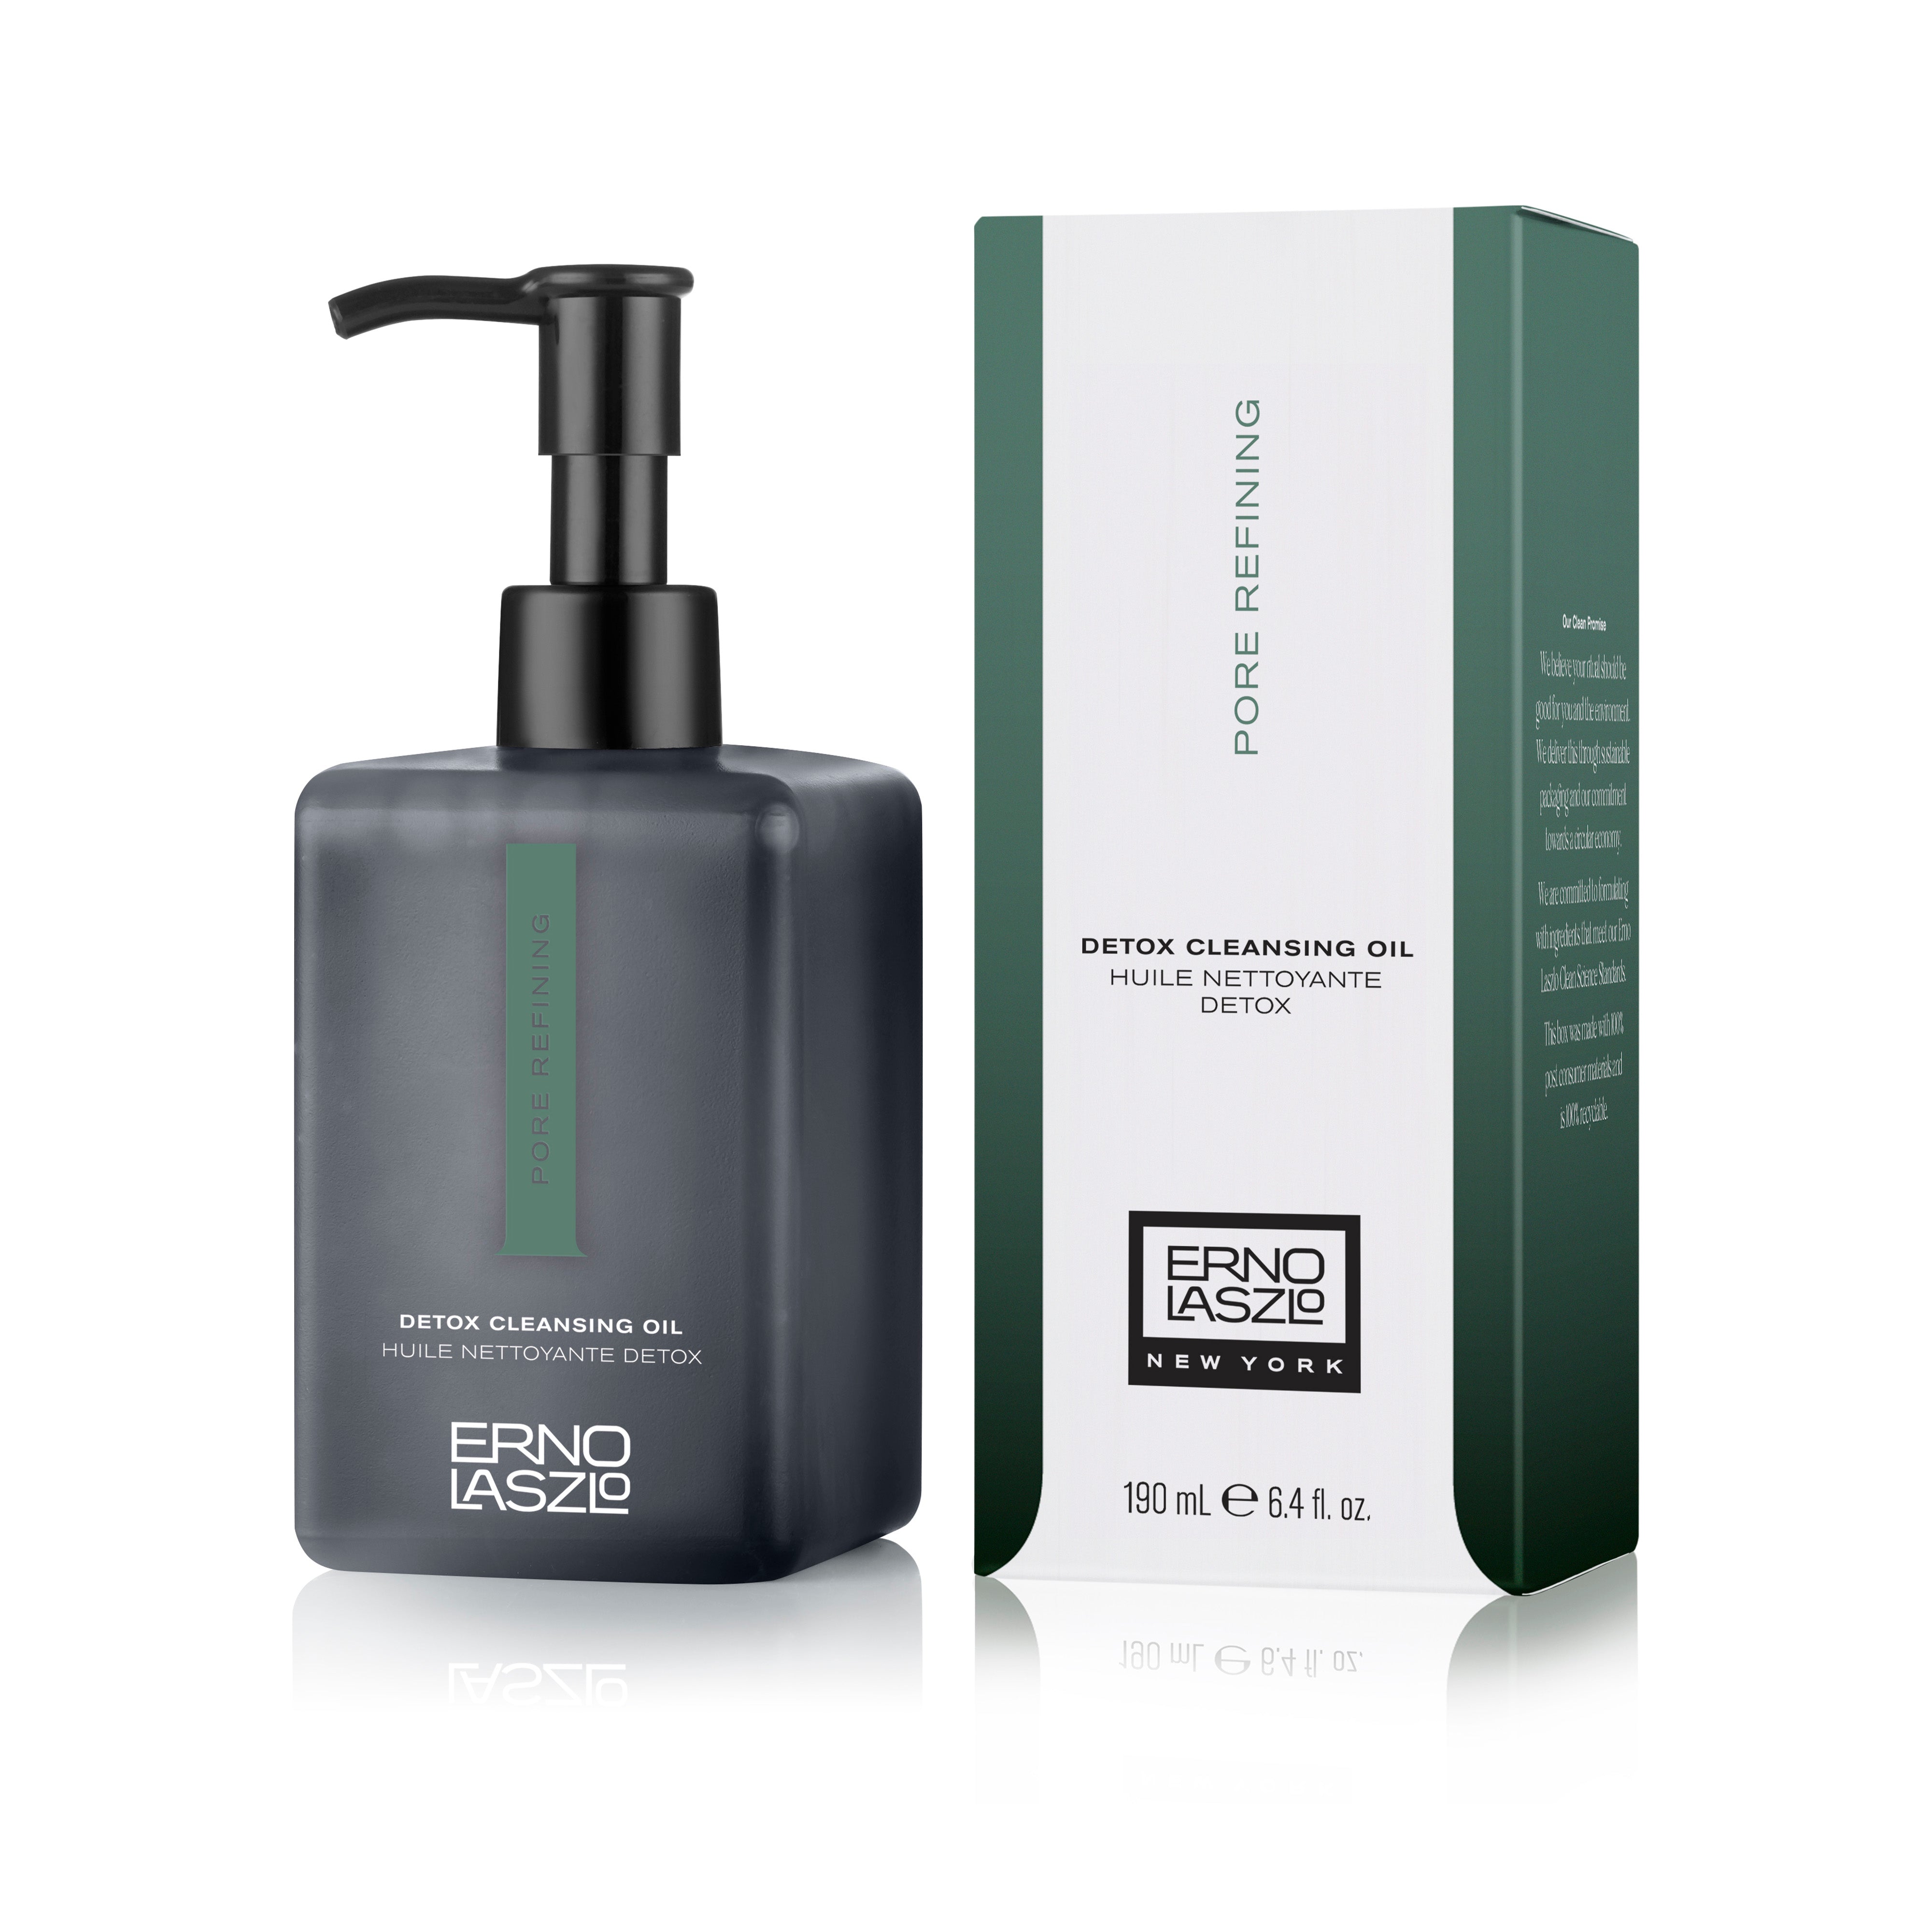 PORE REFINING
DETOX CLEANSING OIL
HUILE NETTOYANTE DETOX
ERNO
LASZLO
PORE REFINING
DETOX CLEANSING OIL
HUILE NETTOYANTE
DETOX
ERNO
LASZLO
NEW YORK
190 mL ℮ 6.4 fl. oz.
Our Clean Promise
We believe your ritual should be
good for you and the environment.
We deliver this through sustainable
packaging and our commitment
towards a circular economy.
We are committed to formulating
with ingredients that meet our Erno
Laszlo Clean Science Standards.
This box was made with 100%
post consumer materials and
is 100% recyclable.